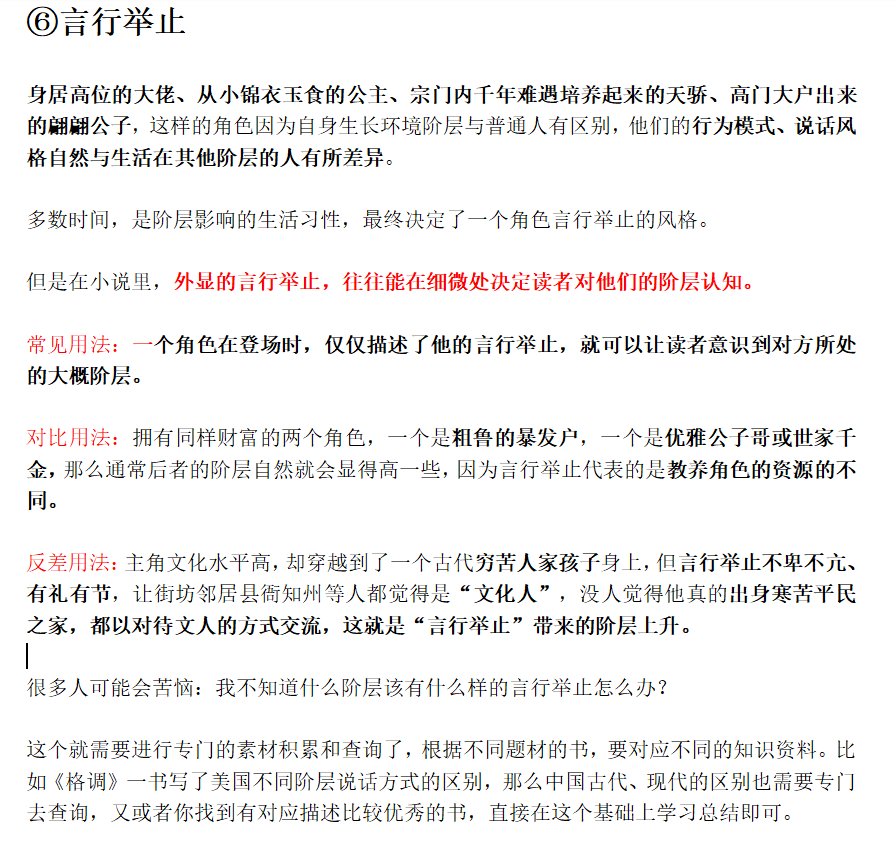 ⑥言行举止
身居高位的大佬、从小锦衣玉食的公主、宗门内千年难遇培养起来的天骄、高门大户出来
的翩翩公子，这样的角色因为自身生长环境阶层与普通人有区别，他们的行为模式、说话风
格自然与生活在其他阶层的人有所差异。
多数时间，是阶层影响的生活习性，最终决定了一个角色言行举止的风格。
但是在小说里，外显的言行举止，往往能在细微处决定读者对他们的阶层认知。
常见用法：一个角色在登场时，仅仅描述了他的言行举止，就可以让读者意识到对方所处
的大概阶层。
对比用法：拥有同样财富的两个角色，一个是粗鲁的暴发户，一个是优雅公子哥或世家千
金，那么通常后者的阶层自然就会显得高一些，因为言行举止代表的是教养角色的资源的不
同。
反差用法：主角文化水平高，却穿越到了一个古代穷苦人家孩子身上，但言行举止不卑不亢、
有礼有节，让街坊邻居县衙知州等人都觉得是“文化人”，没人觉得他真的出身寒苦平民
之家，都以对待文人的方式交流，这就是“言行举止”带来的阶层上升。
很多人可能会苦恼：我不知道什么阶层该有什么样的言行举止怎么办？
这个就需要进行专门的素材积累和查询了，根据不同题材的书，要对应不同的知识资料。比
如《格调》一书写了美国不同阶层说话方式的区别，那么中国古代、现代的区别也需要专门
去查询，又或者你找到有对应描述比较优秀的书，直接在这个基础上学习总结即可。